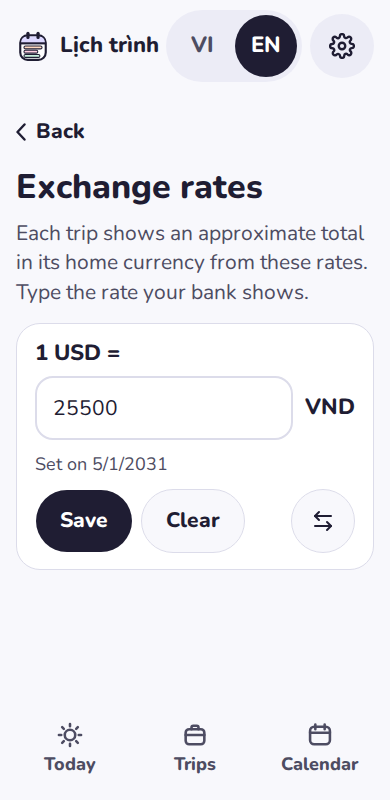 Lịch trình
VI
EN
Back
Exchange rates
Each trip shows an approximate total
in its home currency from these rates.
Type the rate your bank shows.
1 USD =
25500
VND
Set on 5/1/2031
Save
Clear
Today
Trips
Calendar